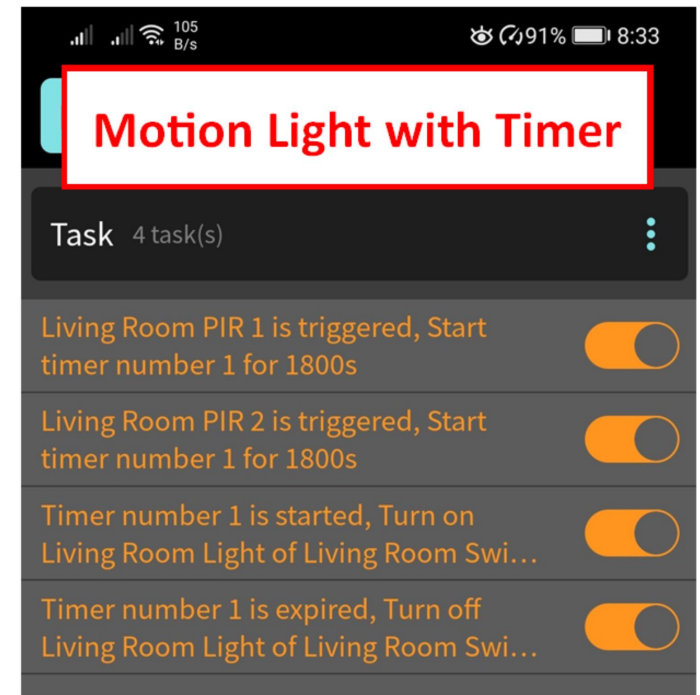 105
B/s
91%
8:33
Motion Light with Timer
Task 4 task(s)
Living Room PIR 1 is triggered, Start
timer number 1 for 1800s
Living Room PIR 2 is triggered, Start
timer number 1 for 1800s
Timer number 1 is started, Turn on
Living Room Light of Living Room Swi...
Timer number 1 is expired, Turn off
Living Room Light of Living Room Swi...